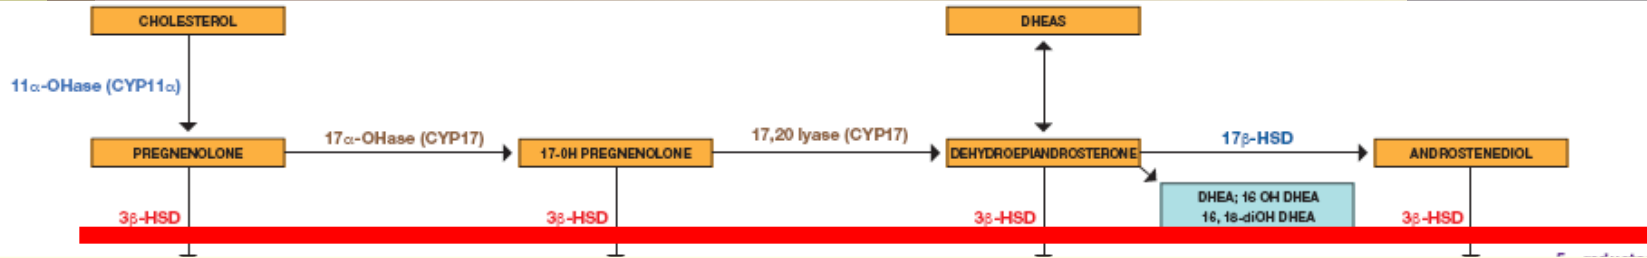 CHOLESTEROL
DHEAS
11α-OHase (CYP11α)
17α-OHase (CYP17)
17,20 lyase (CYP17)
17β-HSD
PREGNENOLONE
17-0H PREGNENOLONE
DEHYDROEPIANDROSTERONE
ANDROSTENEDIOL
DHEA; 16 OH DHEA
16, 18-diOH DHEA
3β-HSD
3β-HSD
3β-HSD
3β-HSD